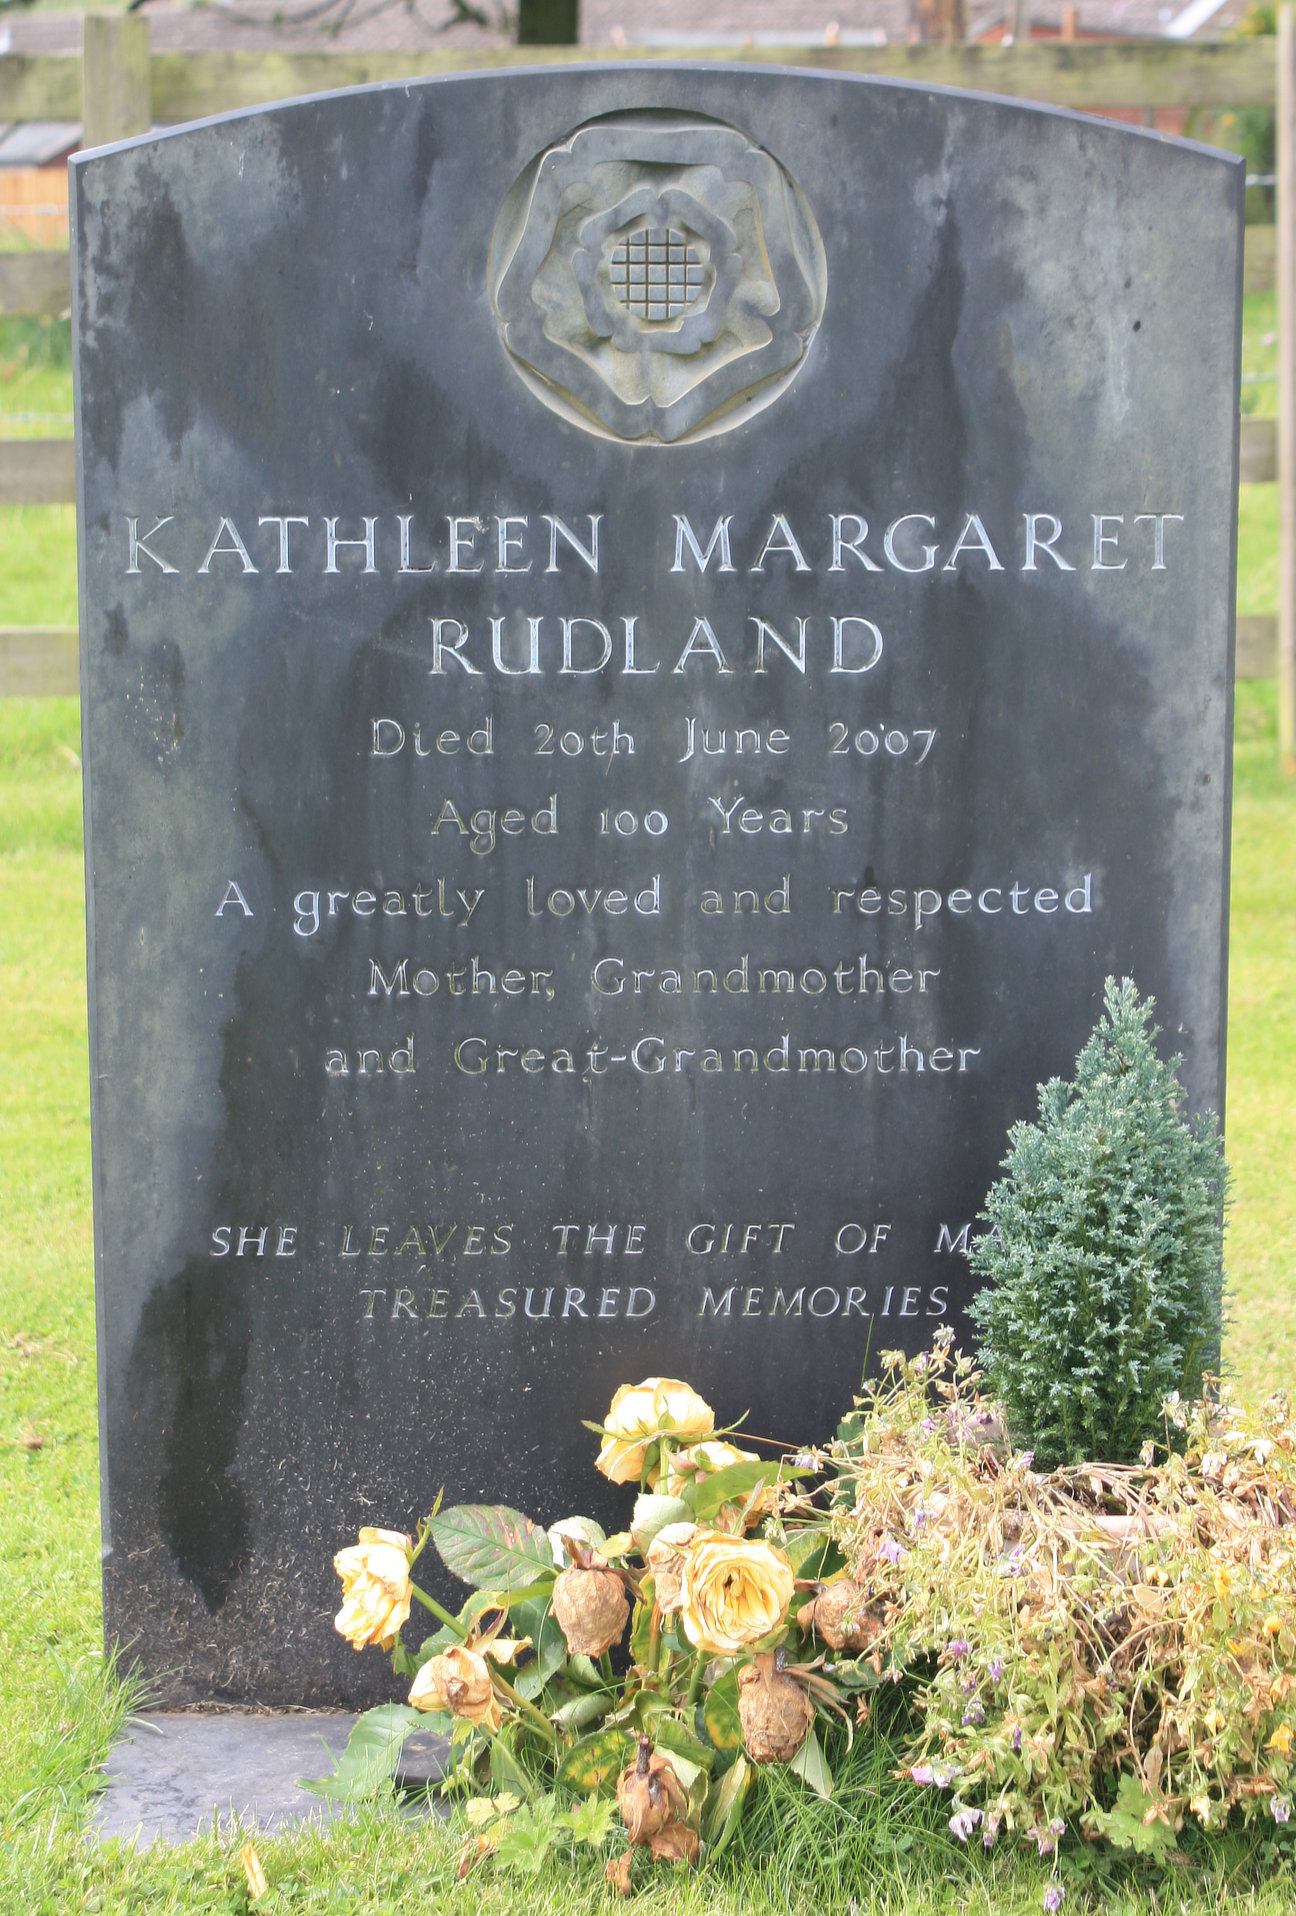 KATHLEEN MARGARET
RUDLAND
Died 20th June 2007
Aged 100 Years
A greatly loved and respected
Mother, Grandmother
and Great-Grandmother
SHE LEAVES THE GIFT OF
TREASURED MEMORIES